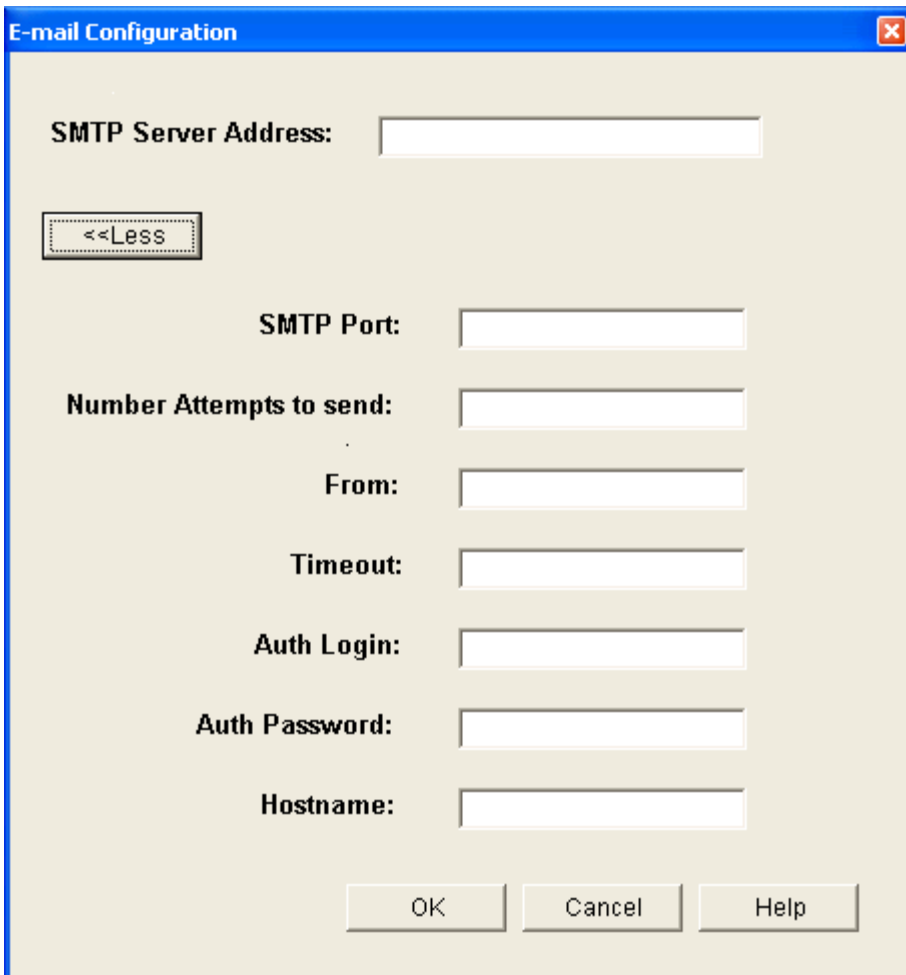 E-mail Configuration
SMTP Server Address:
<<Less
SMTP Port:
Number Attempts to send:
From:
Timeout:
Auth Login:
Auth Password:
Hostname:
OK Cancel Help